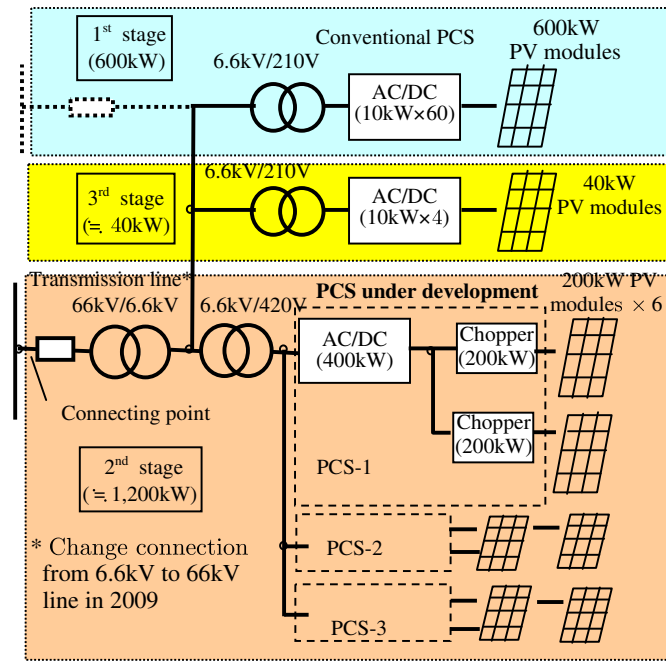 1st stage
(600kW)
Conventional PCS
6.6kV/210V
AC/DC
(10kW×60)
600kW
PV modules
3rd stage
(≒ 40kW)
6.6kV/210V
AC/DC
(10kW×4)
40kW
PV modules
Transmission line*
66kV/6.6kV
6.6kV/420V
PCS under development
200kW PV
modules × 6
AC/DC
(400kW)
Chopper
(200kW)
Connecting point
Chopper
(200kW)
PCS-1
2nd stage
(≒ 1,200kW)
PCS-2
* Change connection
from 6.6kV to 66kV
line in 2009
PCS-3